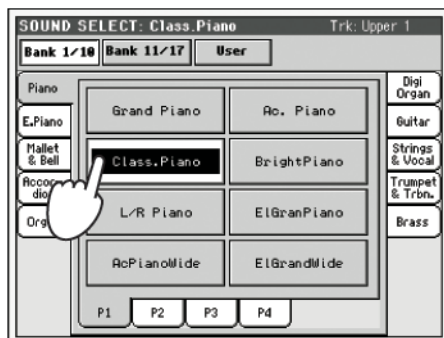 SOUND SELECT: Class.Piano Trk: Upper 1
Bank 1/10 Bank 11/17 User
Piano
E.Piano
Mallet
& Bell
Grand Piano Ac. Piano
Class.Piano BrightPiano
L/R Piano ElGranPiano
AcPianoWide ElGrandWide
Digi
Organ
Guitar
Strings
& Vocal
Trumpet
& Trbn.
Brass
P1 P2 P3 P4